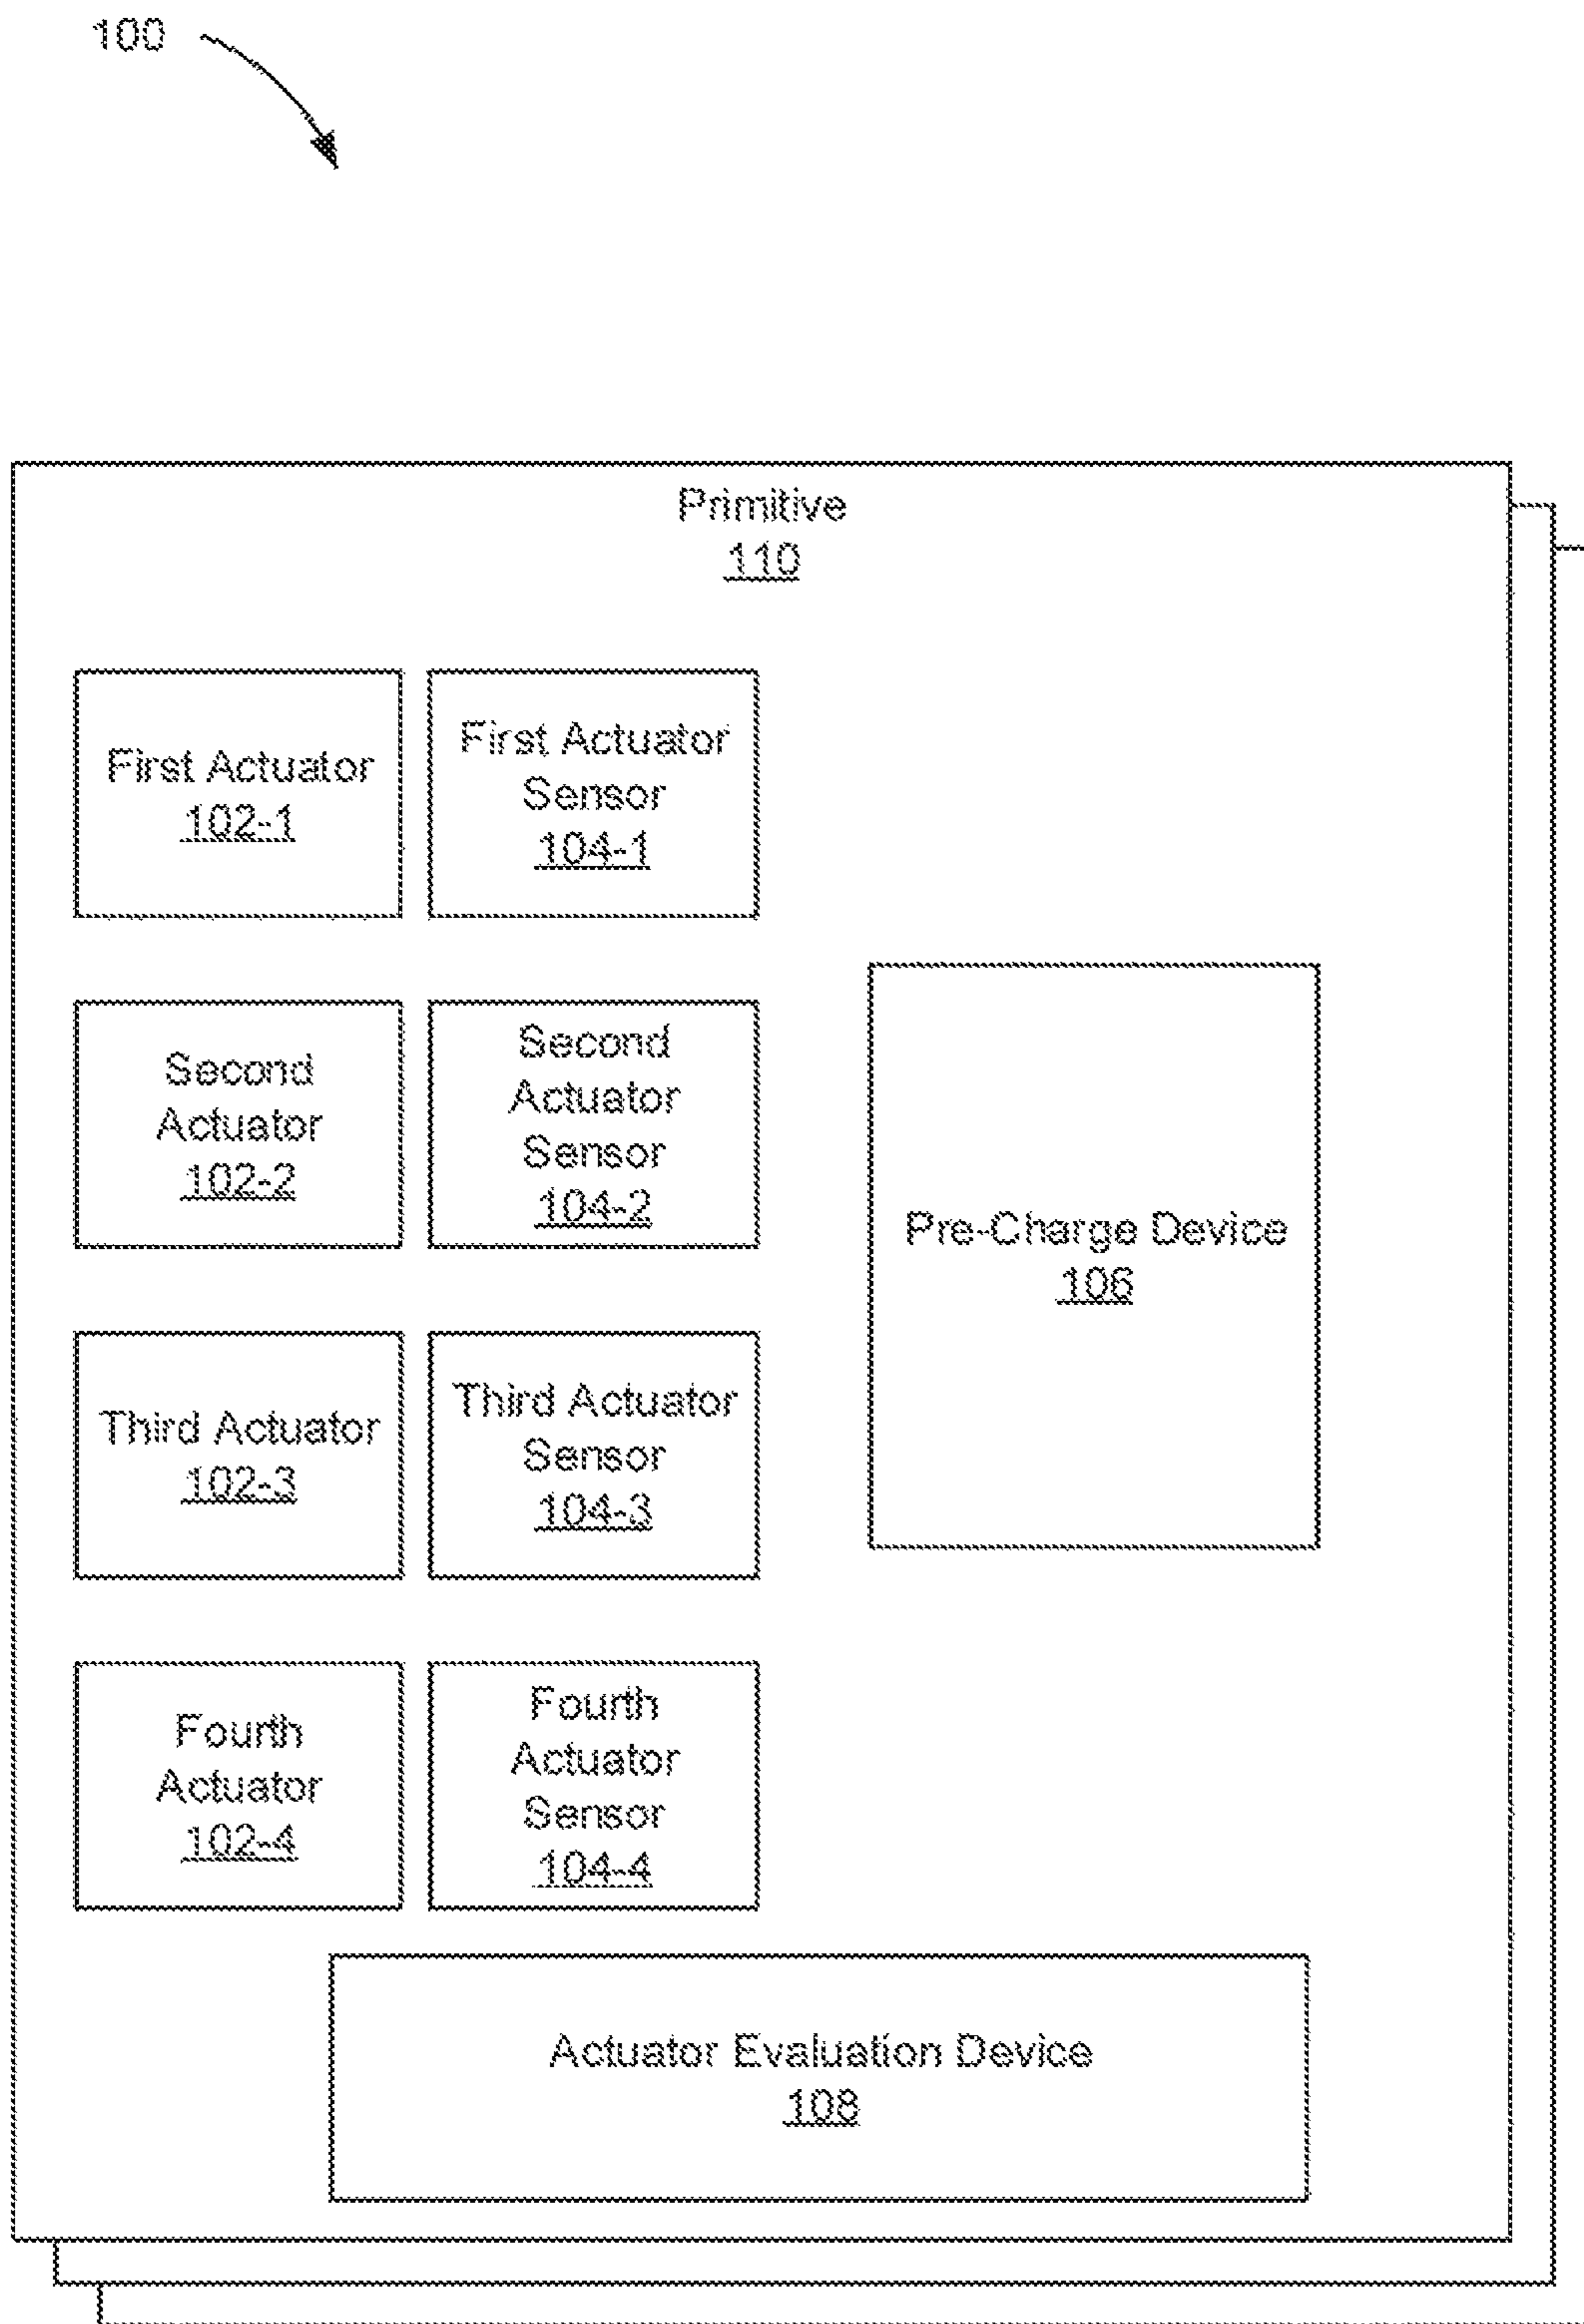 100
Primitive
110
First Actuator
102-1
First Actuator
Sensor
104-1
Second
Actuator
102-2
Second
Actuator
Sensor
104-2
Pre-Charge Device
106
Third Actuator
102-3
Third Actuator
Sensor
104-3
Fourth
Actuator
102-4
Fourth
Actuator
Sensor
104-4
Actuator Evaluation Device
108